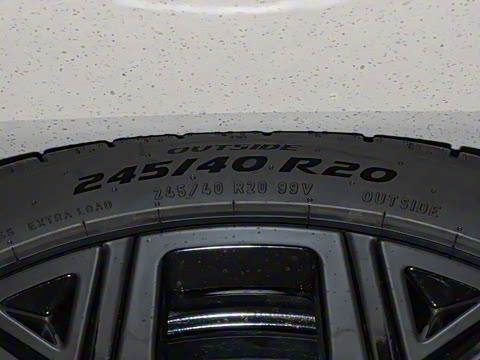 OUTSIDE
245/40 R20
245/40 R20 99V
OUTSIDE
EXTRA LOAD